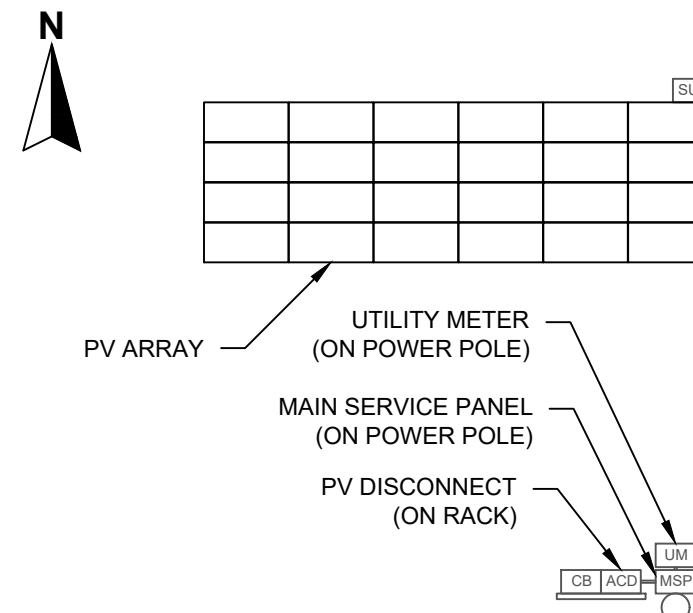 N
SU
PV ARRAY
UTILITY METER
(ON POWER POLE)
MAIN SERVICE PANEL
(ON POWER POLE)
PV DISCONNECT
(ON RACK)
UM
CB
ACD
MSP